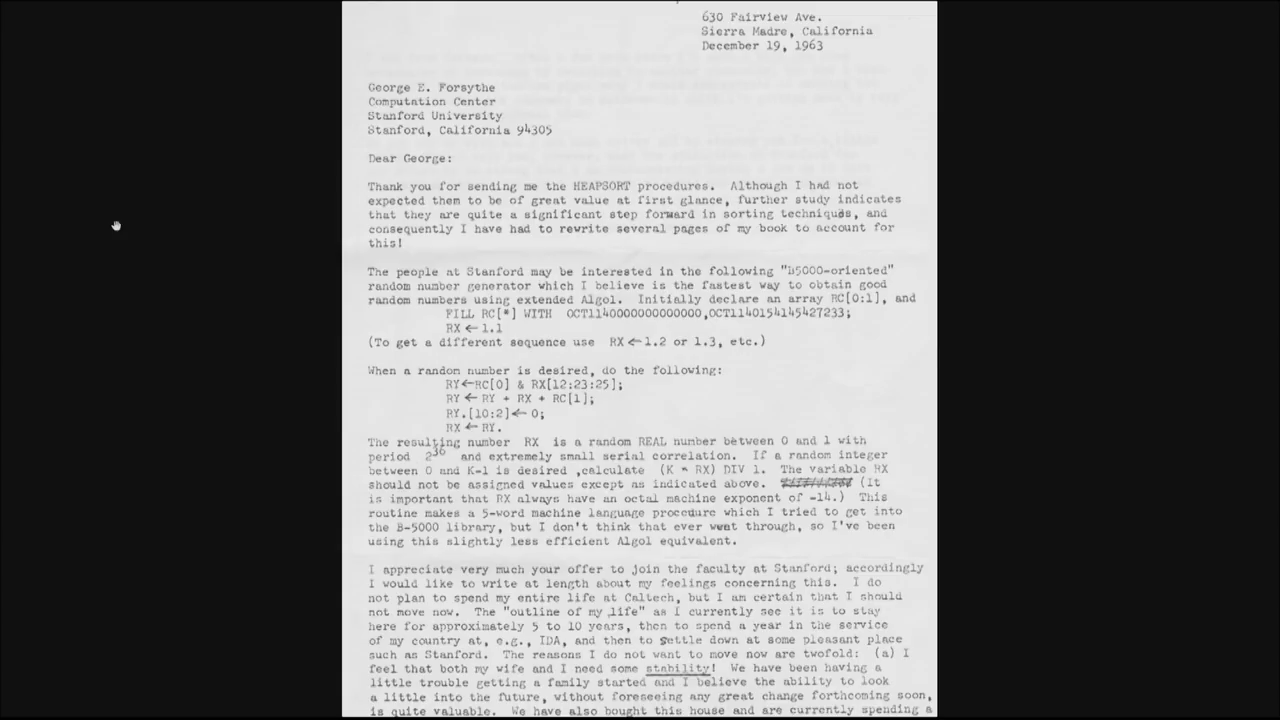 630 Fairview Ave.
Sierra Madre, California
December 19, 1963
George E. Forsythe
Computation Center
Stanford University
Stanford, California 94305
Dear George:
Thank you for sending me the HEAPSORT procedures. Although I had not
expected them to be of great value at first glance, further study indicates
that they are quite a significant step forward in sorting techniques, and
consequently I have had to rewrite several pages of my book to account for
this!
The people at Stanford may be interested in the following "B5000-oriented"
random number generator which I believe is the fastest way to obtain good
random numbers using extended Algol. Initially declare an array RC[0:1], and
FILL RC[*] WITH OCT1140000000000000,OCT1140154145427233;
RX ← 1.1
(To get a different sequence use RX ← 1.2 or 1.3, etc.)
When a random number is desired, do the following:
RY ← RC[0] & RX[12:23:25];
RY ← RY + RX + RC[1];
RY.[10:2] ← 0;
RX ← RY.
The resulting number RX is a random REAL number between 0 and 1 with
period 2^36 and extremely small serial correlation. If a random integer
between 0 and K-1 is desired ,calculate (K * RX) DIV 1. The variable RX
should not be assigned values except as indicated above. (It
is important that RX always have an octal machine exponent of -14.) This
routine makes a 5-word machine language procedure which I tried to get into
the B-5000 library, but I don't think that ever went through, so I've been
using this slightly less efficient Algol equivalent.
I appreciate very much your offer to join the faculty at Stanford; accordingly
I would like to write at length about my feelings concerning this. I do
not plan to spend my entire life at Caltech, but I am certain that I should
not move now. The "outline of my life" as I currently see it is to stay
here for approximately 5 to 10 years, then to spend a year in the service
of my country at, e.g., IDA, and then to settle down at some pleasant place
such as Stanford. The reasons I do not want to move now are twofold: (a) I
feel that both my wife and I need some stability! We have been having a
little trouble getting a family started and I believe the ability to look
a little into the future, without foreseeing any great change forthcoming soon,
is quite valuable. We have also bought this house and are currently spending a